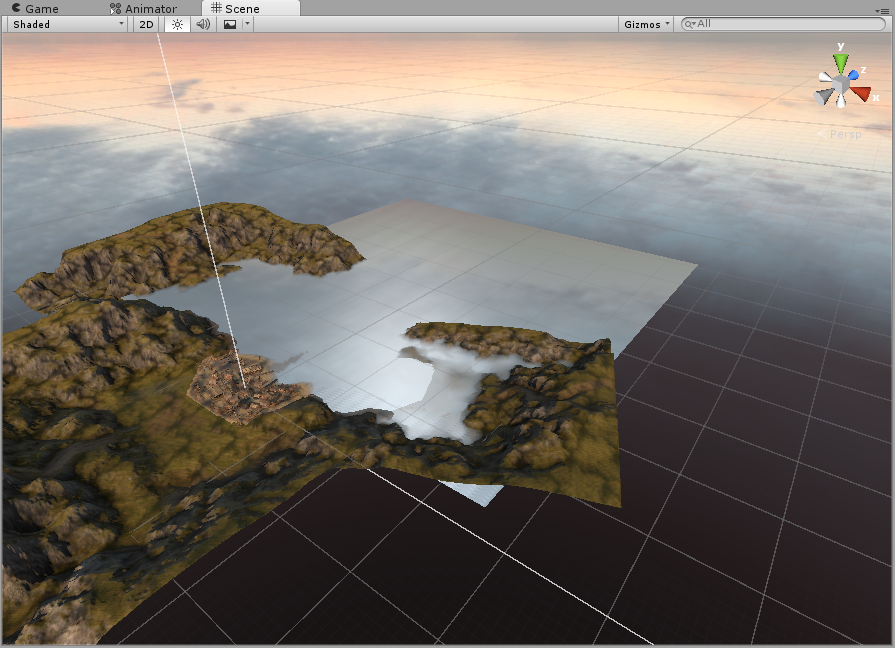 Game Animator Scene
Shaded 2D Gizmos All
y
z
x
< Persp